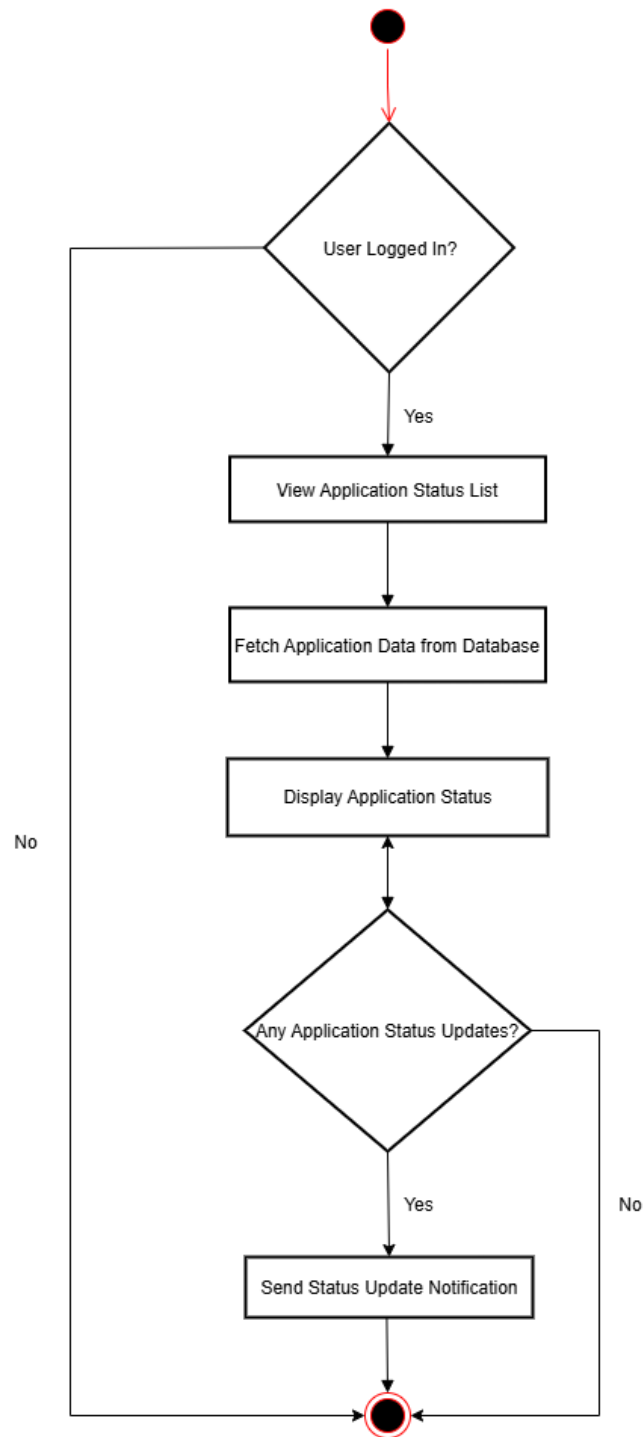 User Logged In?
Yes
View Application Status List
Fetch Application Data from Database
Display Application Status
No
Any Application Status Updates?
Yes
No
Send Status Update Notification